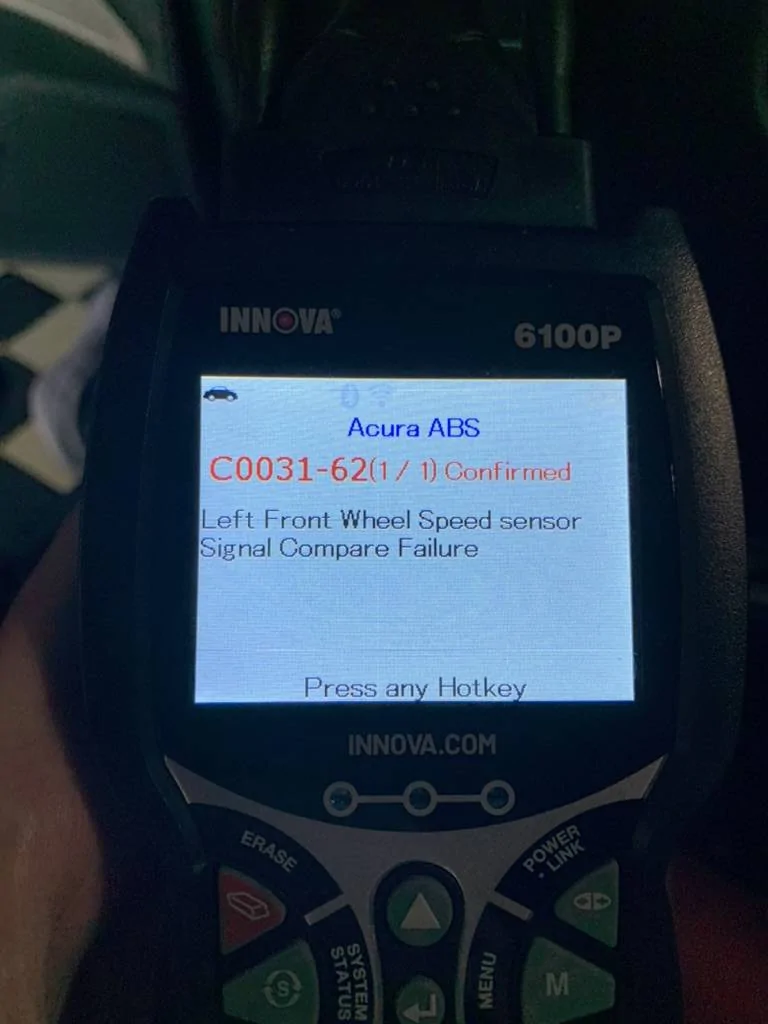 INNOVA®
6100P
Acura ABS
C0031-62(1 / 1) Confirmed
Left Front Wheel Speed sensor
Signal Compare Failure
Press any Hotkey
INNOVA.COM
ERASE
POWER
LINK
SYSTEM
STATUS
MENU
S
M